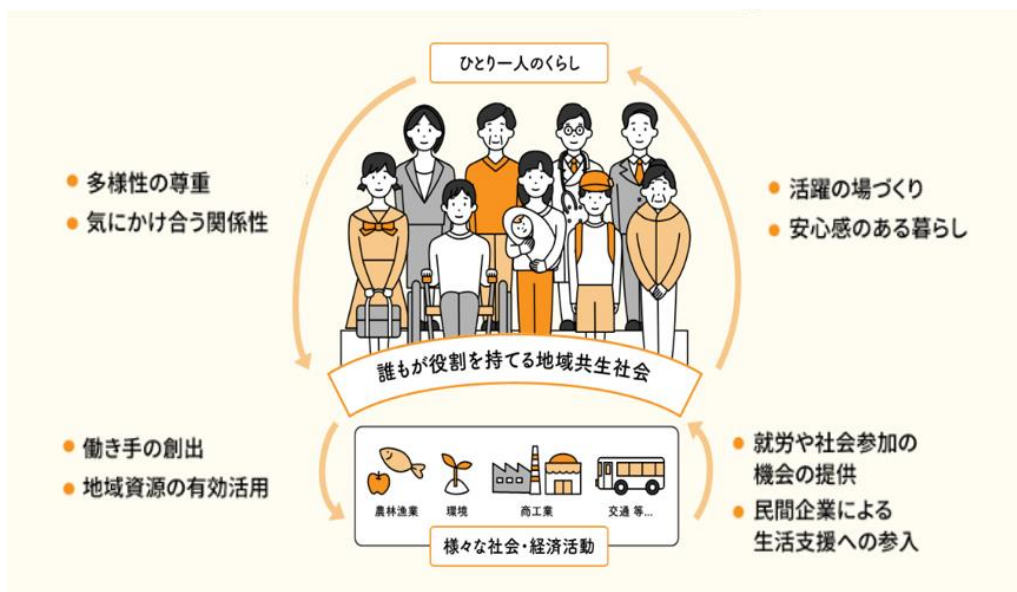 ひとり一人のくらし
● 多様性の尊重
● 気にかけ合う関係性
● 活躍の場づくり
● 安心感のある暮らし
誰もが役割を持てる地域共生社会
● 働き手の創出
● 地域資源の有効活用
農林漁業
環境
商工業
交通 等...
様々な社会・経済活動
● 就労や社会参加の
機会の提供
● 民間企業による
生活支援への参入